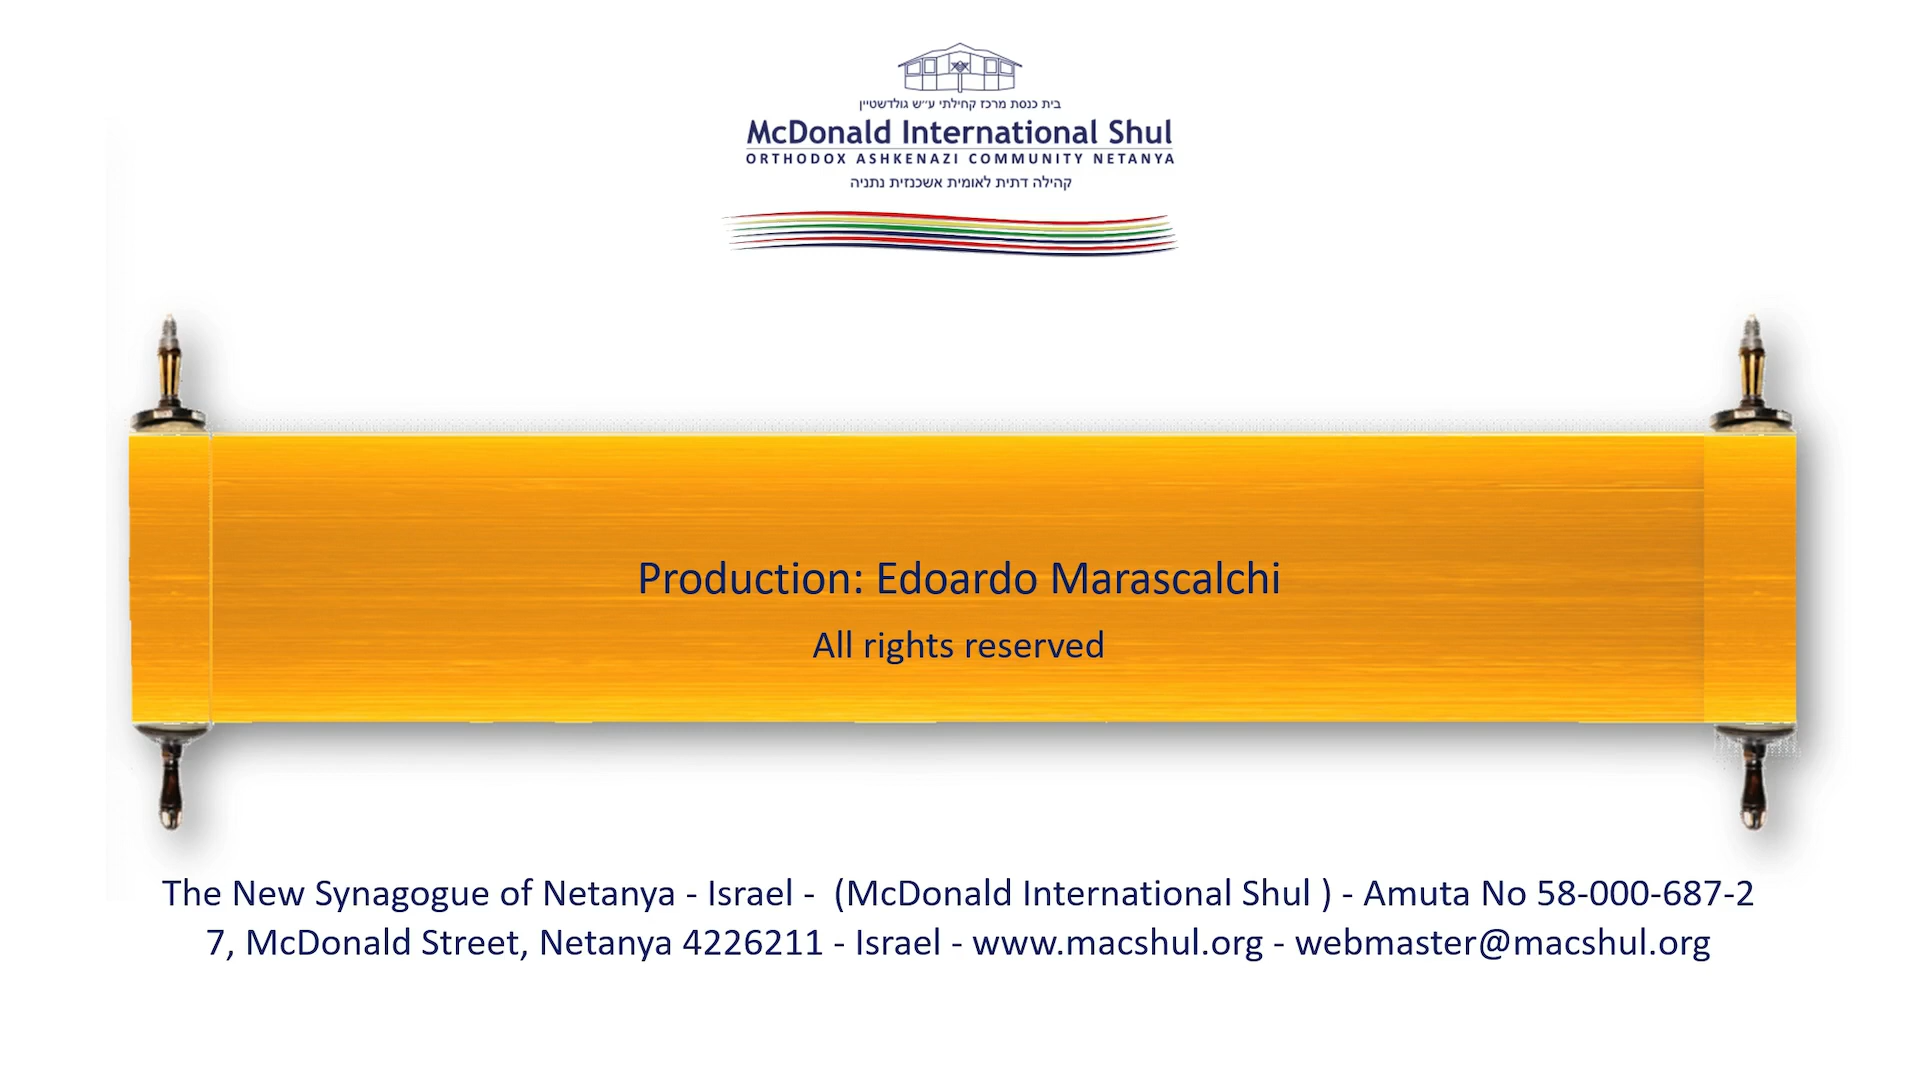 בית כנסת מרכז קהילתי ע״ש גולדשטיין
McDonald International Shul
ORTHODOX ASHKENAZI COMMUNITY NETANYA
קהילה דתית לאומית אשכנזית נתניה
Production: Edoardo Marascalchi
All rights reserved
The New Synagogue of Netanya - Israel -  (McDonald International Shul ) - Amuta No 58-000-687-2
7, McDonald Street, Netanya 4226211 - Israel - www.macshul.org - webmaster@macshul.org